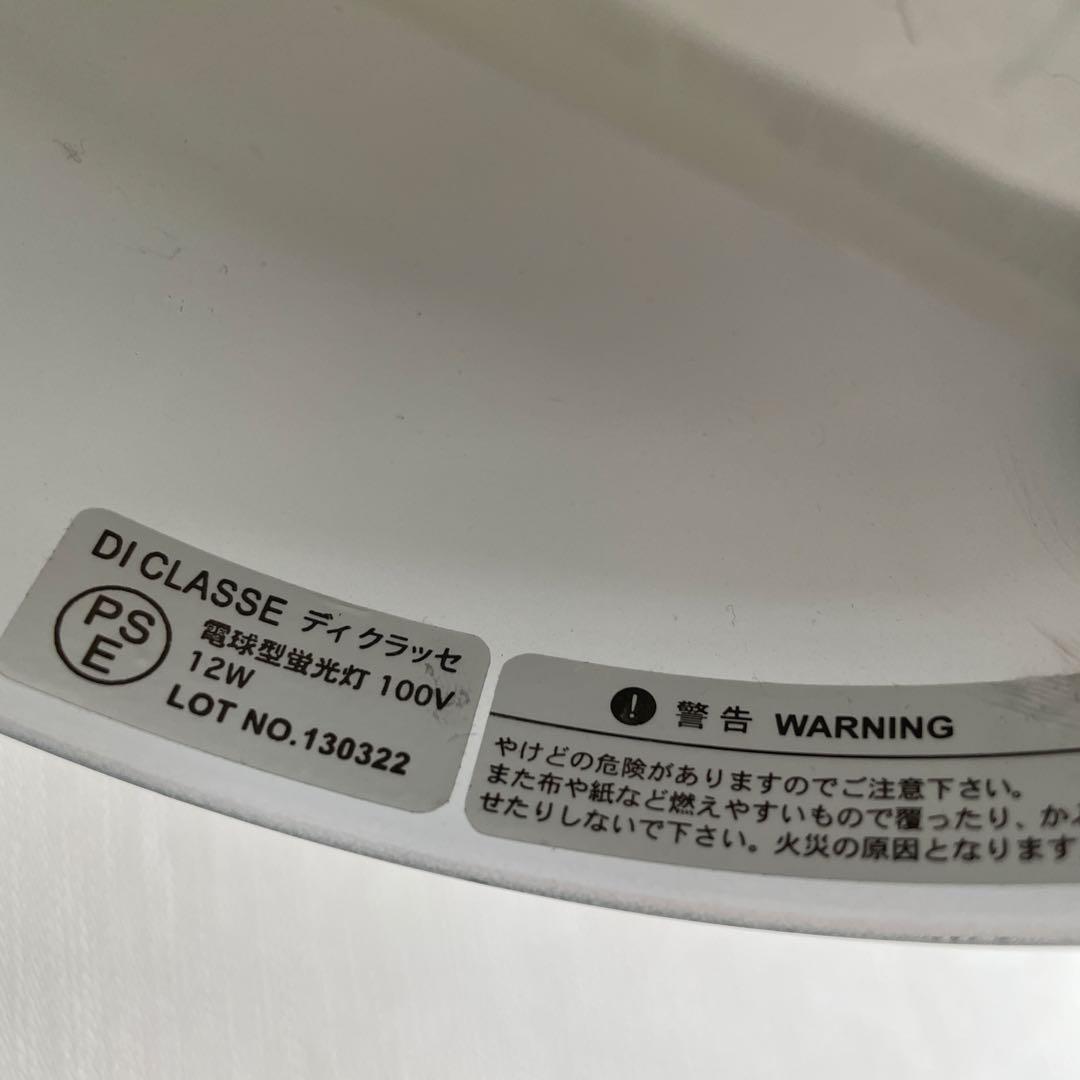 DI CLASSE ディ クラッセ
PS
E
電球型蛍光灯 100V
12W
LOT NO.130322
! 警告 WARNING
やけどの危険がありますのでご注意下さい。
また布や紙など燃えやすいもので覆ったり、か
せたりしないで下さい。火災の原因となります